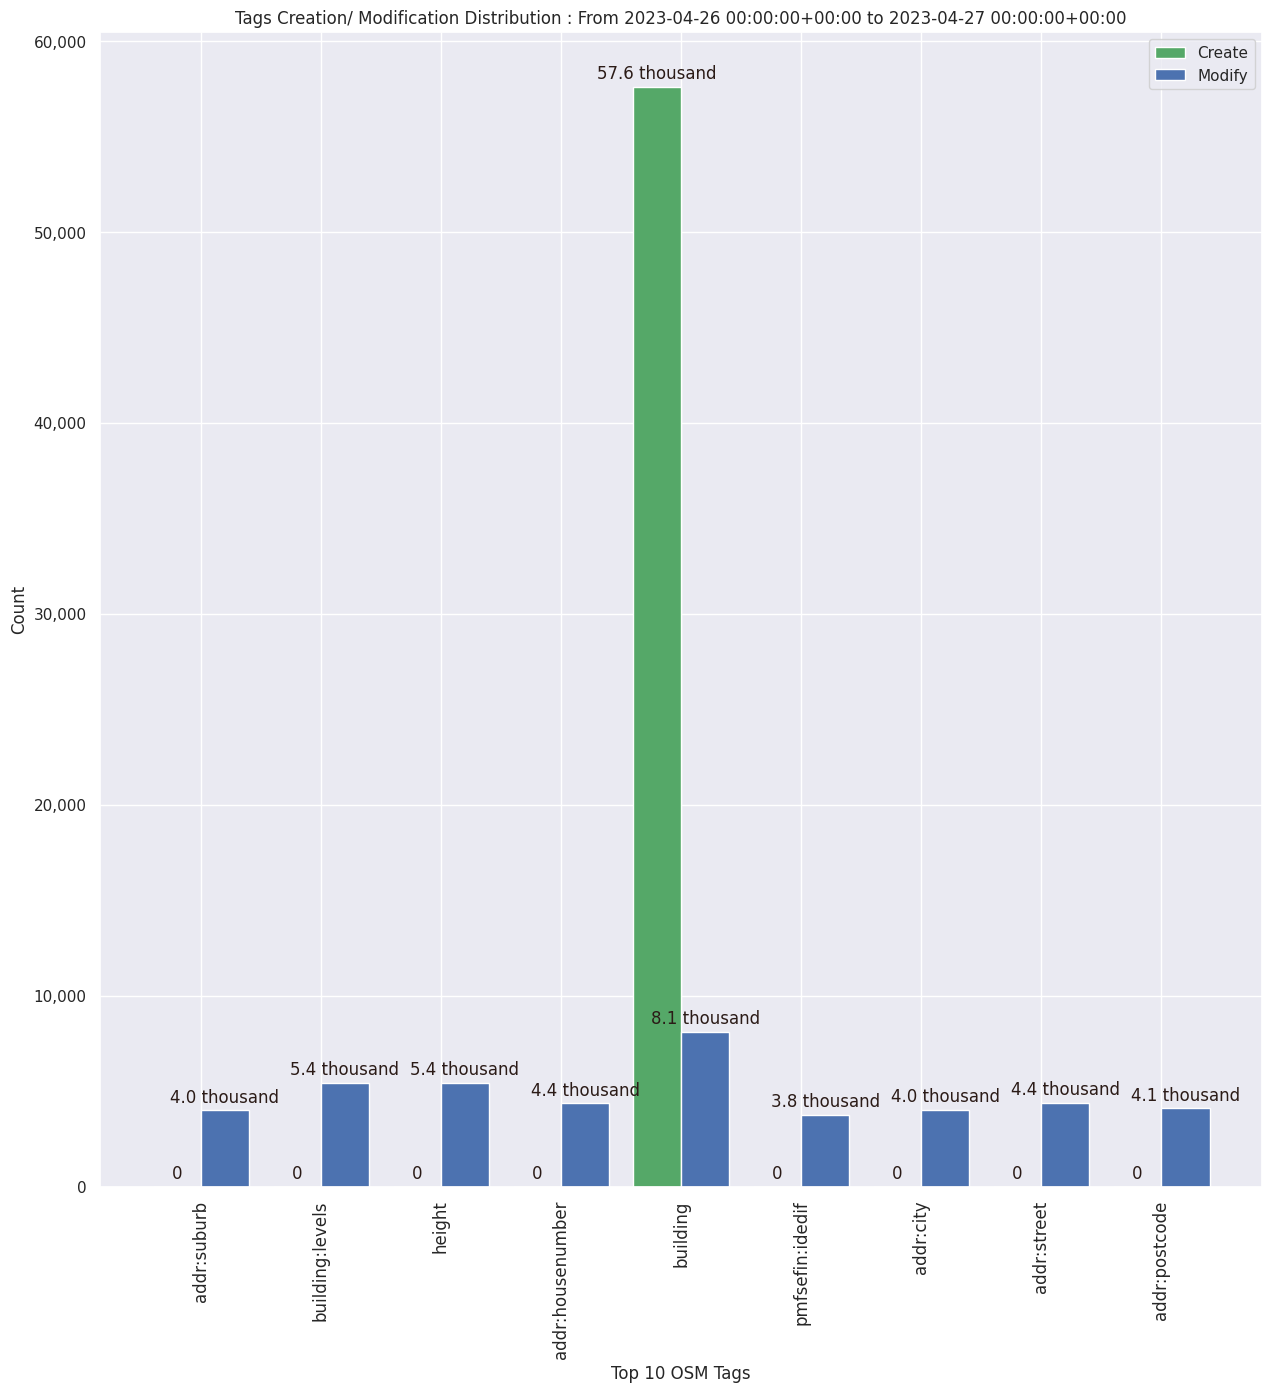 Tags Creation/ Modification Distribution : From 2023-04-26 00:00:00+00:00 to 2023-04-27 00:00:00+00:00
Create
Modify
60,000
50,000
40,000
30,000
20,000
10,000
0
Count
57.6 thousand
8.1 thousand
4.0 thousand
5.4 thousand
5.4 thousand
4.4 thousand
3.8 thousand
4.0 thousand
4.4 thousand
4.1 thousand
0
0
0
0
0
0
0
0
addr:suburb
building:levels
height
addr:housenumber
building
pmfsefin:idedif
addr:city
addr:street
addr:postcode
Top 10 OSM Tags